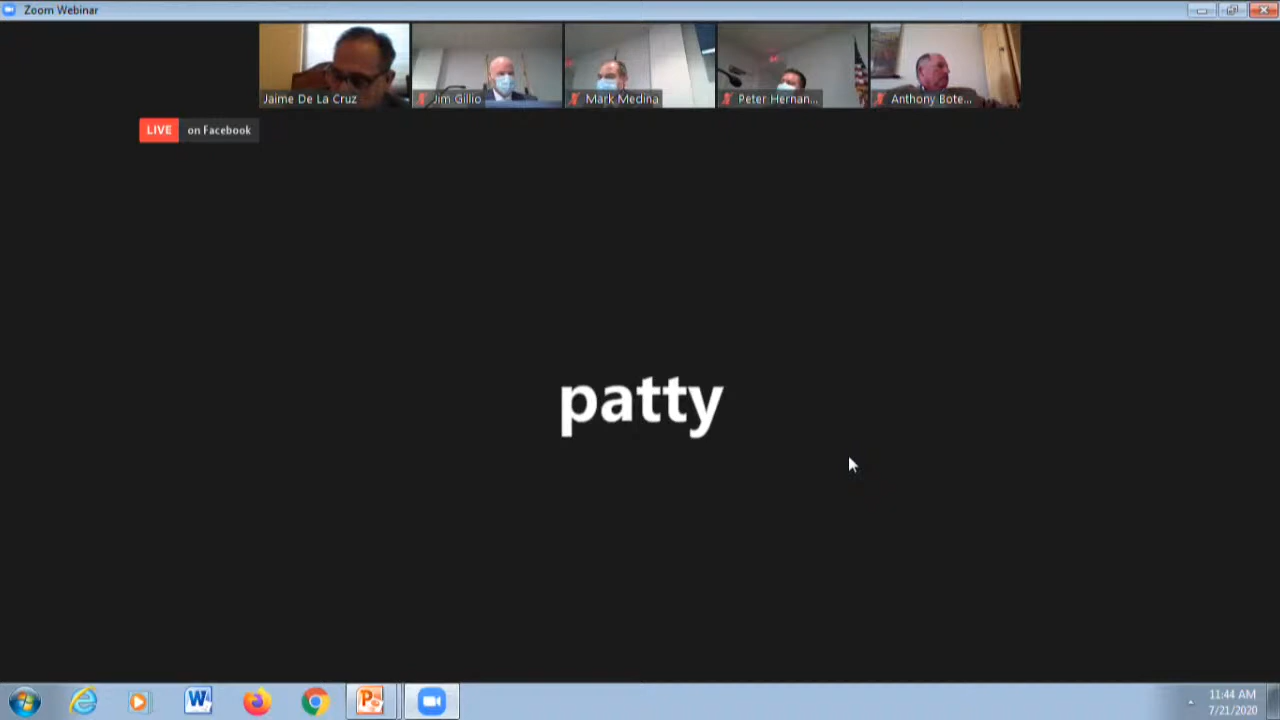 Zoom Webinar
Jaime De La Cruz
Jim Gillio
Mark Medina
Peter Hernan...
Anthony Bote...
LIVE on Facebook
patty
11:44 AM
7/21/2020